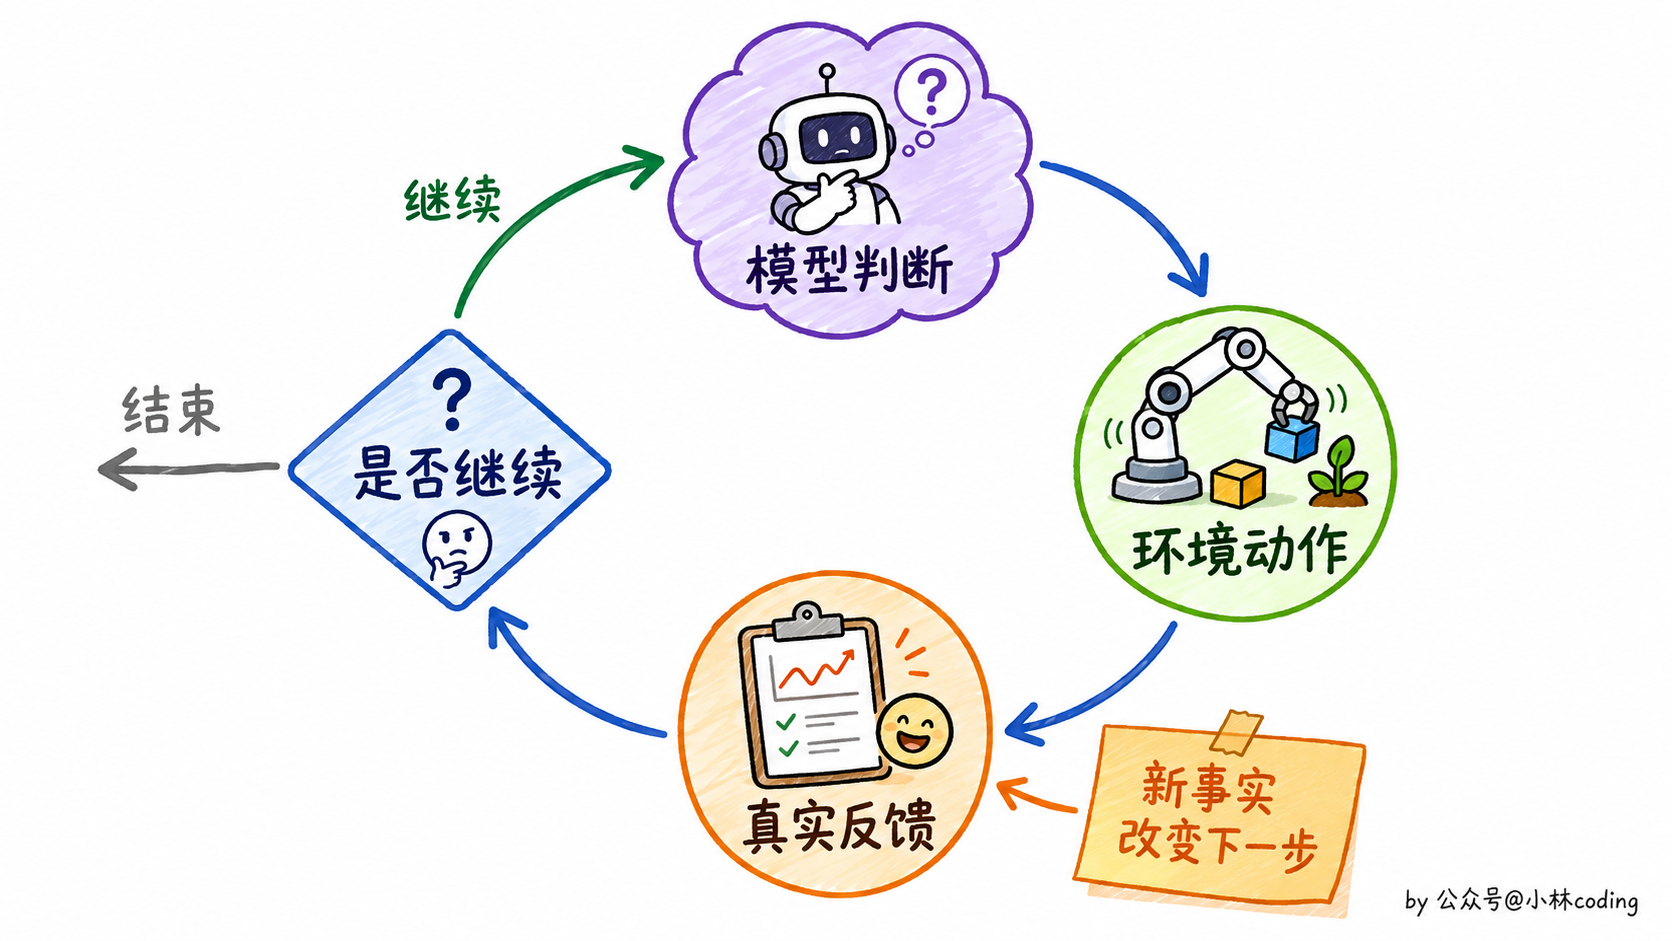 ?
模型判断
继续
结束
?
是否继续
环境动作
真实反馈
新事实
改变下一步
by 公众号@小林coding